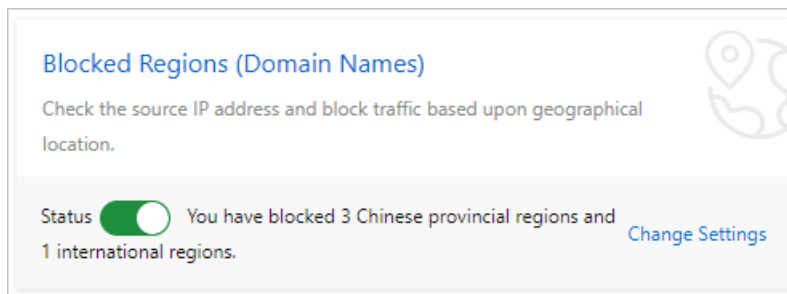 Blocked Regions (Domain Names)
Check the source IP address and block traffic based upon geographical
location.
Status You have blocked 3 Chinese provincial regions and
1 international regions.
Change Settings